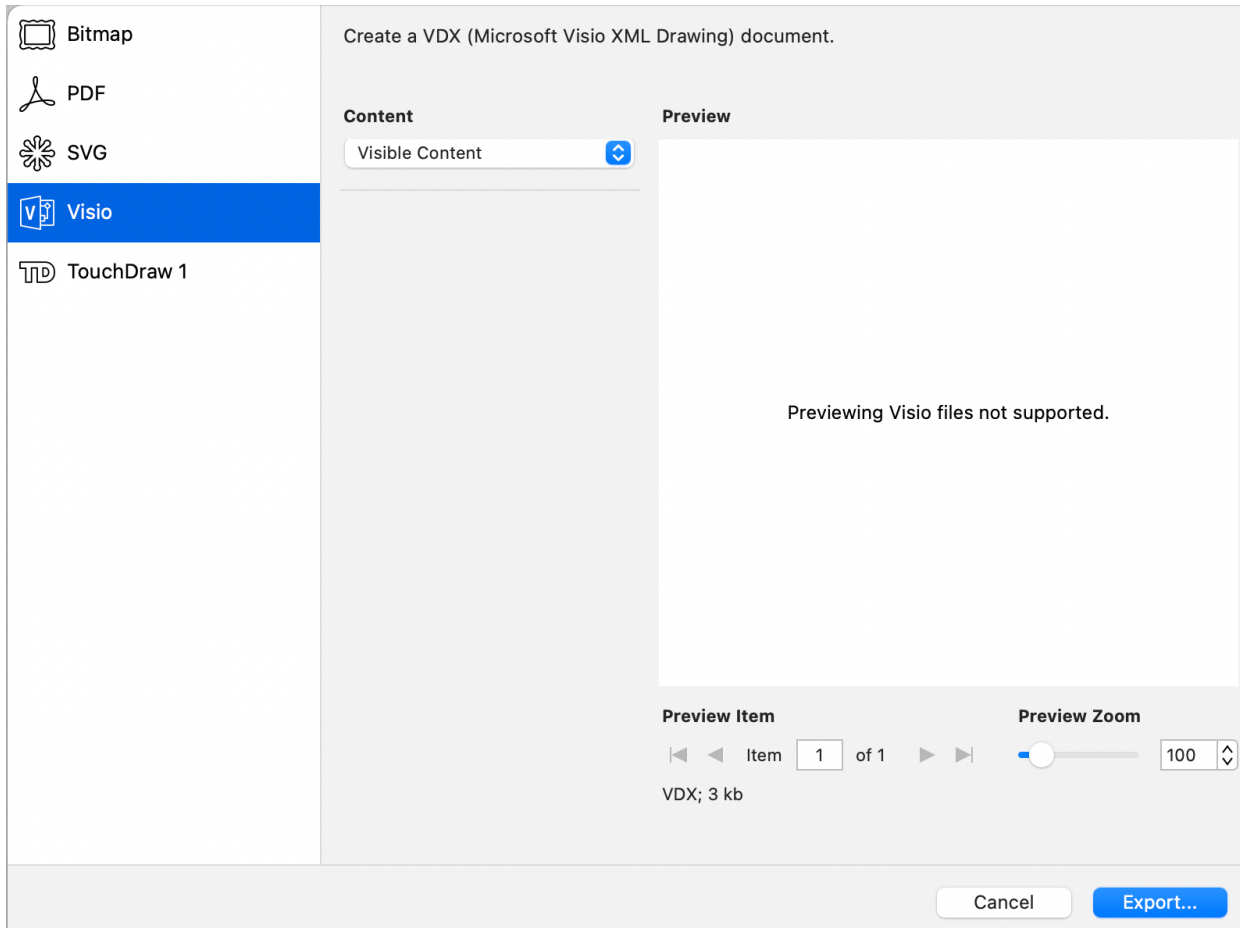 Bitmap
PDF
SVG
Visio
TouchDraw 1
Create a VDX (Microsoft Visio XML Drawing) document.
Content
Visible Content
Preview
Previewing Visio files not supported.
Preview Item
Item 1 of 1
VDX; 3 kb
Preview Zoom
100
Cancel
Export...